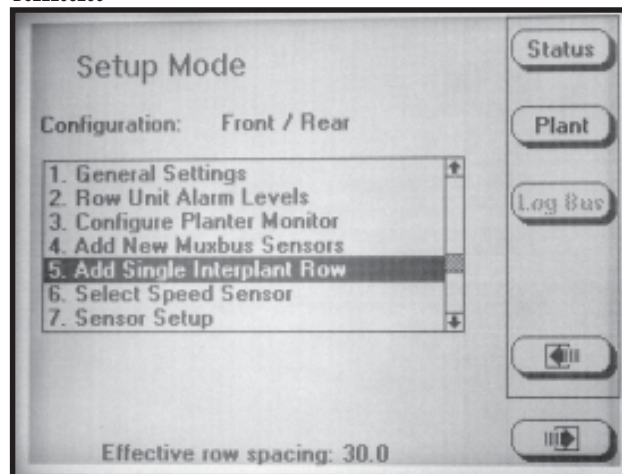 Setup Mode
Status
Configuration: Front / Rear
Plant
1. General Settings
2. Row Unit Alarm Levels
3. Configure Planter Monitor
4. Add New Muxbus Sensors
5. Add Single Interplant Row
6. Select Speed Sensor
7. Sensor Setup
Log Bus
Effective row spacing: 30.0